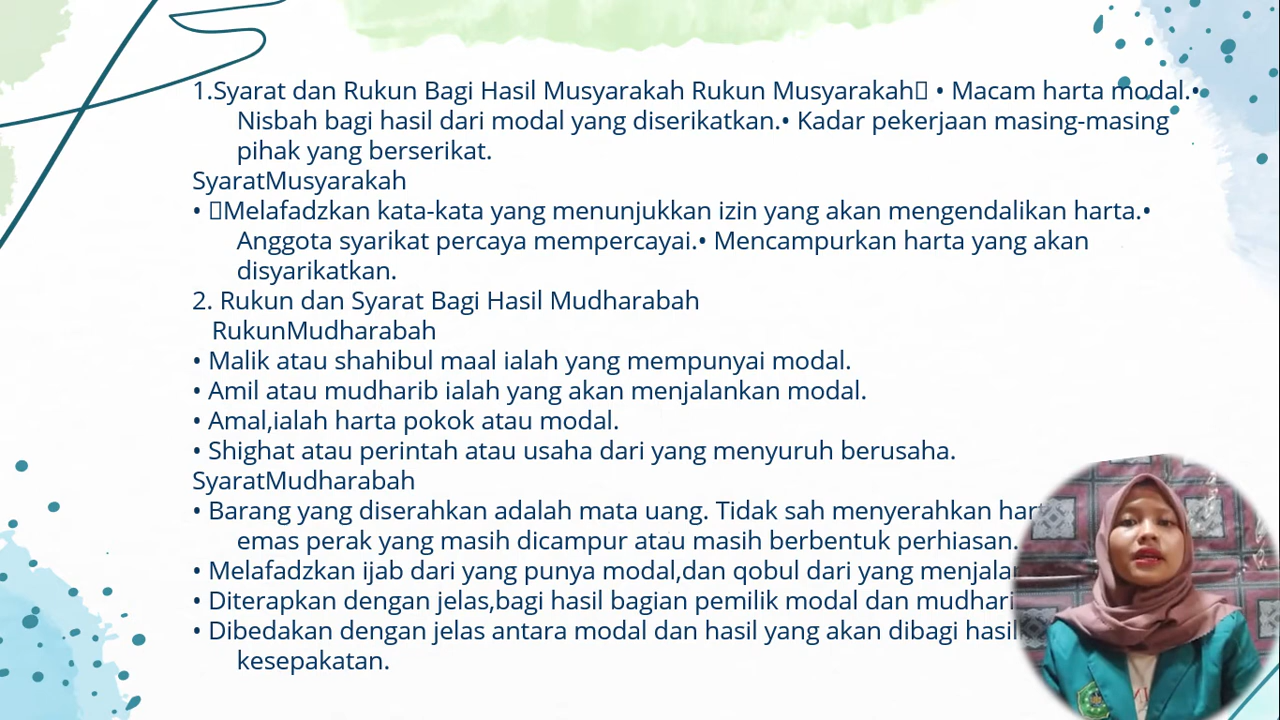 1.Syarat dan Rukun Bagi Hasil Musyarakah Rukun Musyarakah • Macam harta modal.•
Nisbah bagi hasil dari modal yang diserikatkan.• Kadar pekerjaan masing-masing
pihak yang berserikat.
SyaratMusyarakah
• Melafadzkan kata-kata yang menunjukkan izin yang akan mengendalikan harta.•
Anggota syarikat percaya mempercayai.• Mencampurkan harta yang akan
disyarikatkan.
2. Rukun dan Syarat Bagi Hasil Mudharabah
RukunMudharabah
• Malik atau shahibul maal ialah yang mempunyai modal.
• Amil atau mudharib ialah yang akan menjalankan modal.
• Amal,ialah harta pokok atau modal.
• Shighat atau perintah atau usaha dari yang menyuruh berusaha.
SyaratMudharabah
• Barang yang diserahkan adalah mata uang. Tidak sah menyerahkan
emas perak yang masih dicampur atau masih berbentuk perhiasan.
• Melafadzkan ijab dari yang punya modal,dan qobul dari yang
• Diterapkan dengan jelas,bagi hasil bagian pemilik modal dan
• Dibedakan dengan jelas antara modal dan hasil yang akan dibagi hasil
kesepakatan.